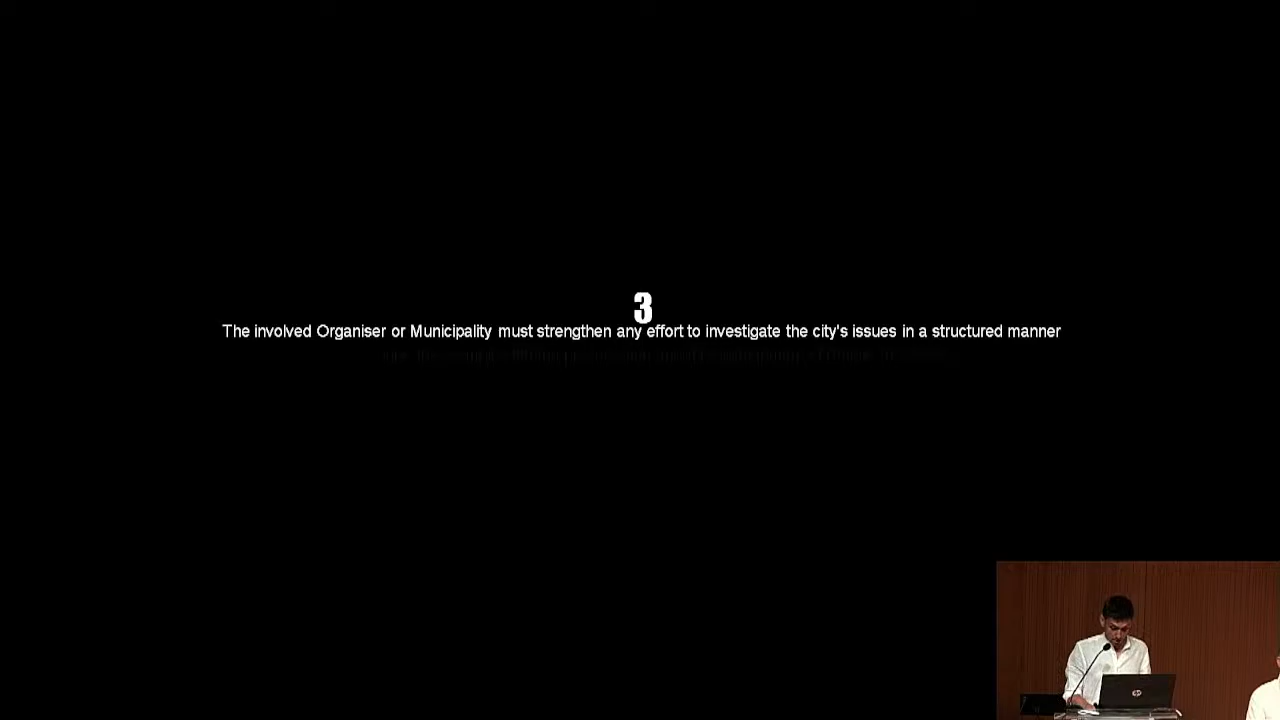 3
The involved Organiser or Municipality must strengthen any effort to investigate the city's issues in a structured manner